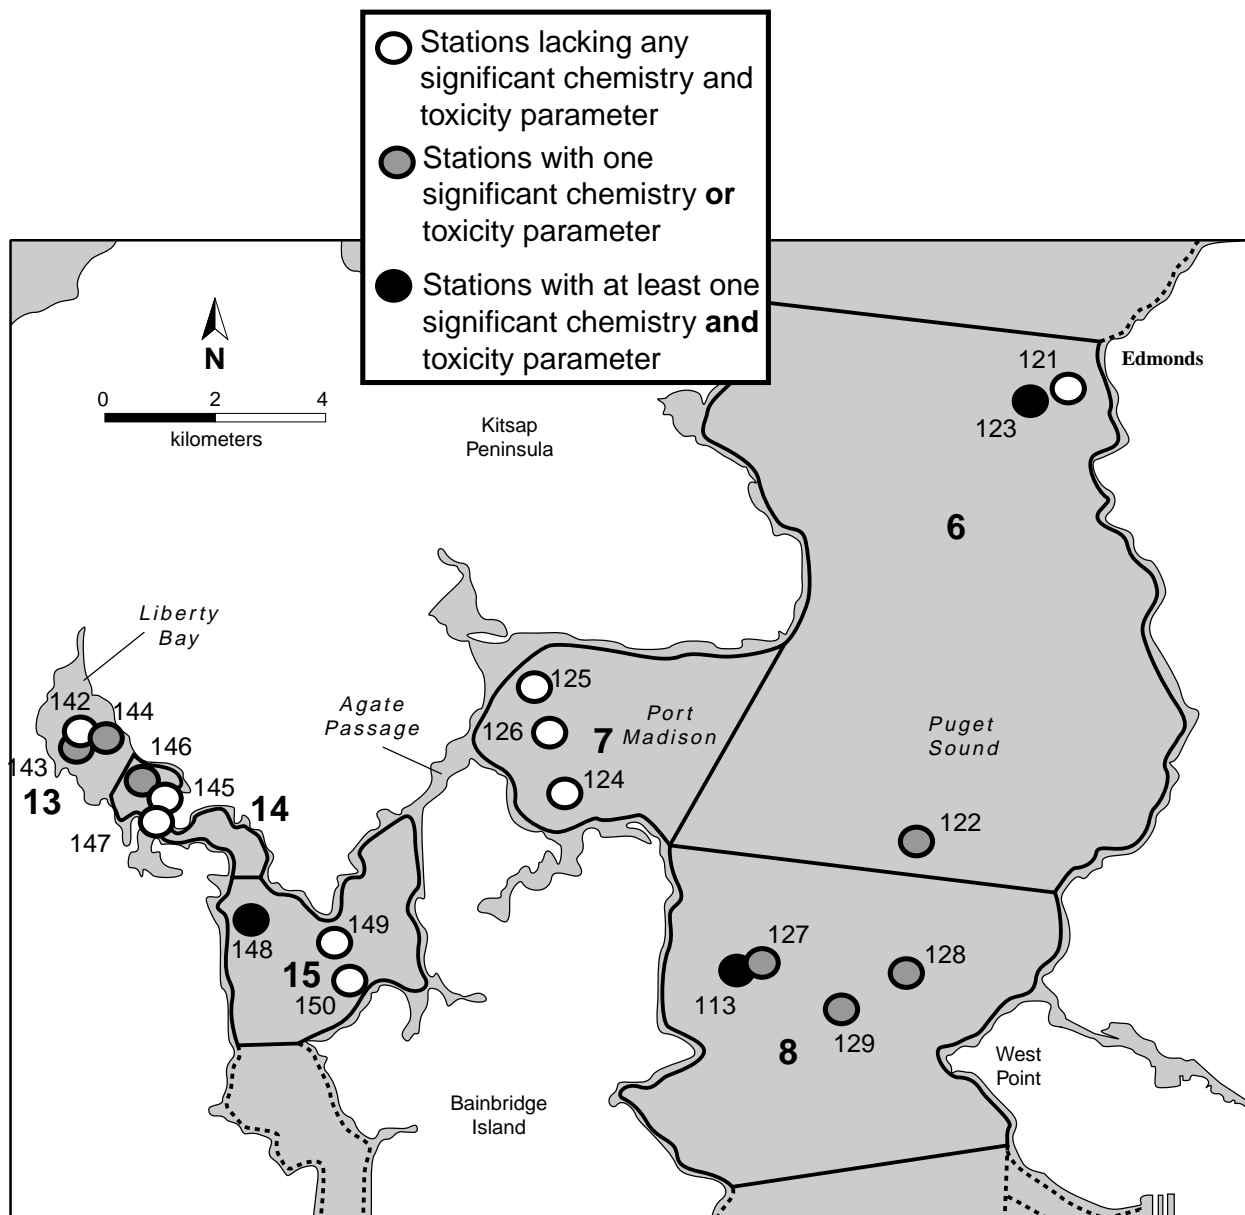 Stations lacking any
significant chemistry and
toxicity parameter
Stations with one
significant chemistry or
toxicity parameter
Stations with at least one
significant chemistry and
toxicity parameter
N
0 2 4
kilometers
Kitsap
Peninsula
121
Edmonds
123
6
Liberty
Bay
142
144
143
13
146
145
147
14
Agate
Passage
125
126
7
Port
Madison
124
Puget
Sound
122
148
149
15
150
127
128
113
129
8
West
Point
Bainbridge
Island